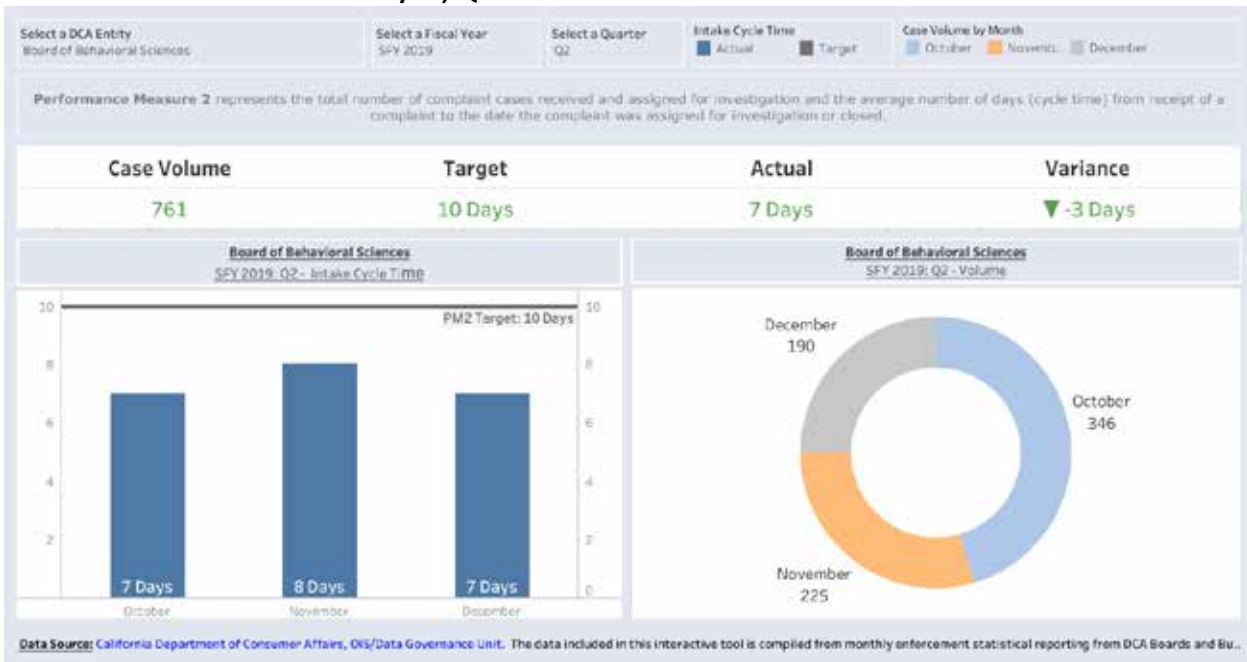 Select a DCA Entity
Board of Behavioral Sciences
Select a Fiscal Year
SFY 2019
Select a Quarter
Q2
Intake Cycle Time
Actual Target
Case Volume by Month
October Novemb.. December
Performance Measure 2 represents the total number of complaint cases received and assigned for investigation and the average number of days (cycle time) from receipt of a
complaint to the date the complaint was assigned for investigation or closed.
Case Volume Target Actual Variance
761 10 Days 7 Days ▼ -3 Days
Board of Behavioral Sciences
SFY 2019: Q2 - Intake Cycle Time
10
8
6
4
2
PM2 Target: 10 Days
10
8
6
4
2
0
7 Days 8 Days 7 Days
October November December
Board of Behavioral Sciences
SFY 2019: Q2 - Volume
December
190
October
346
November
225
Data Source: California Department of Consumer Affairs, OIS/Data Governance Unit. The data included in this interactive tool is compiled from monthly enforcement statistical reporting from DCA Boards and Bu...